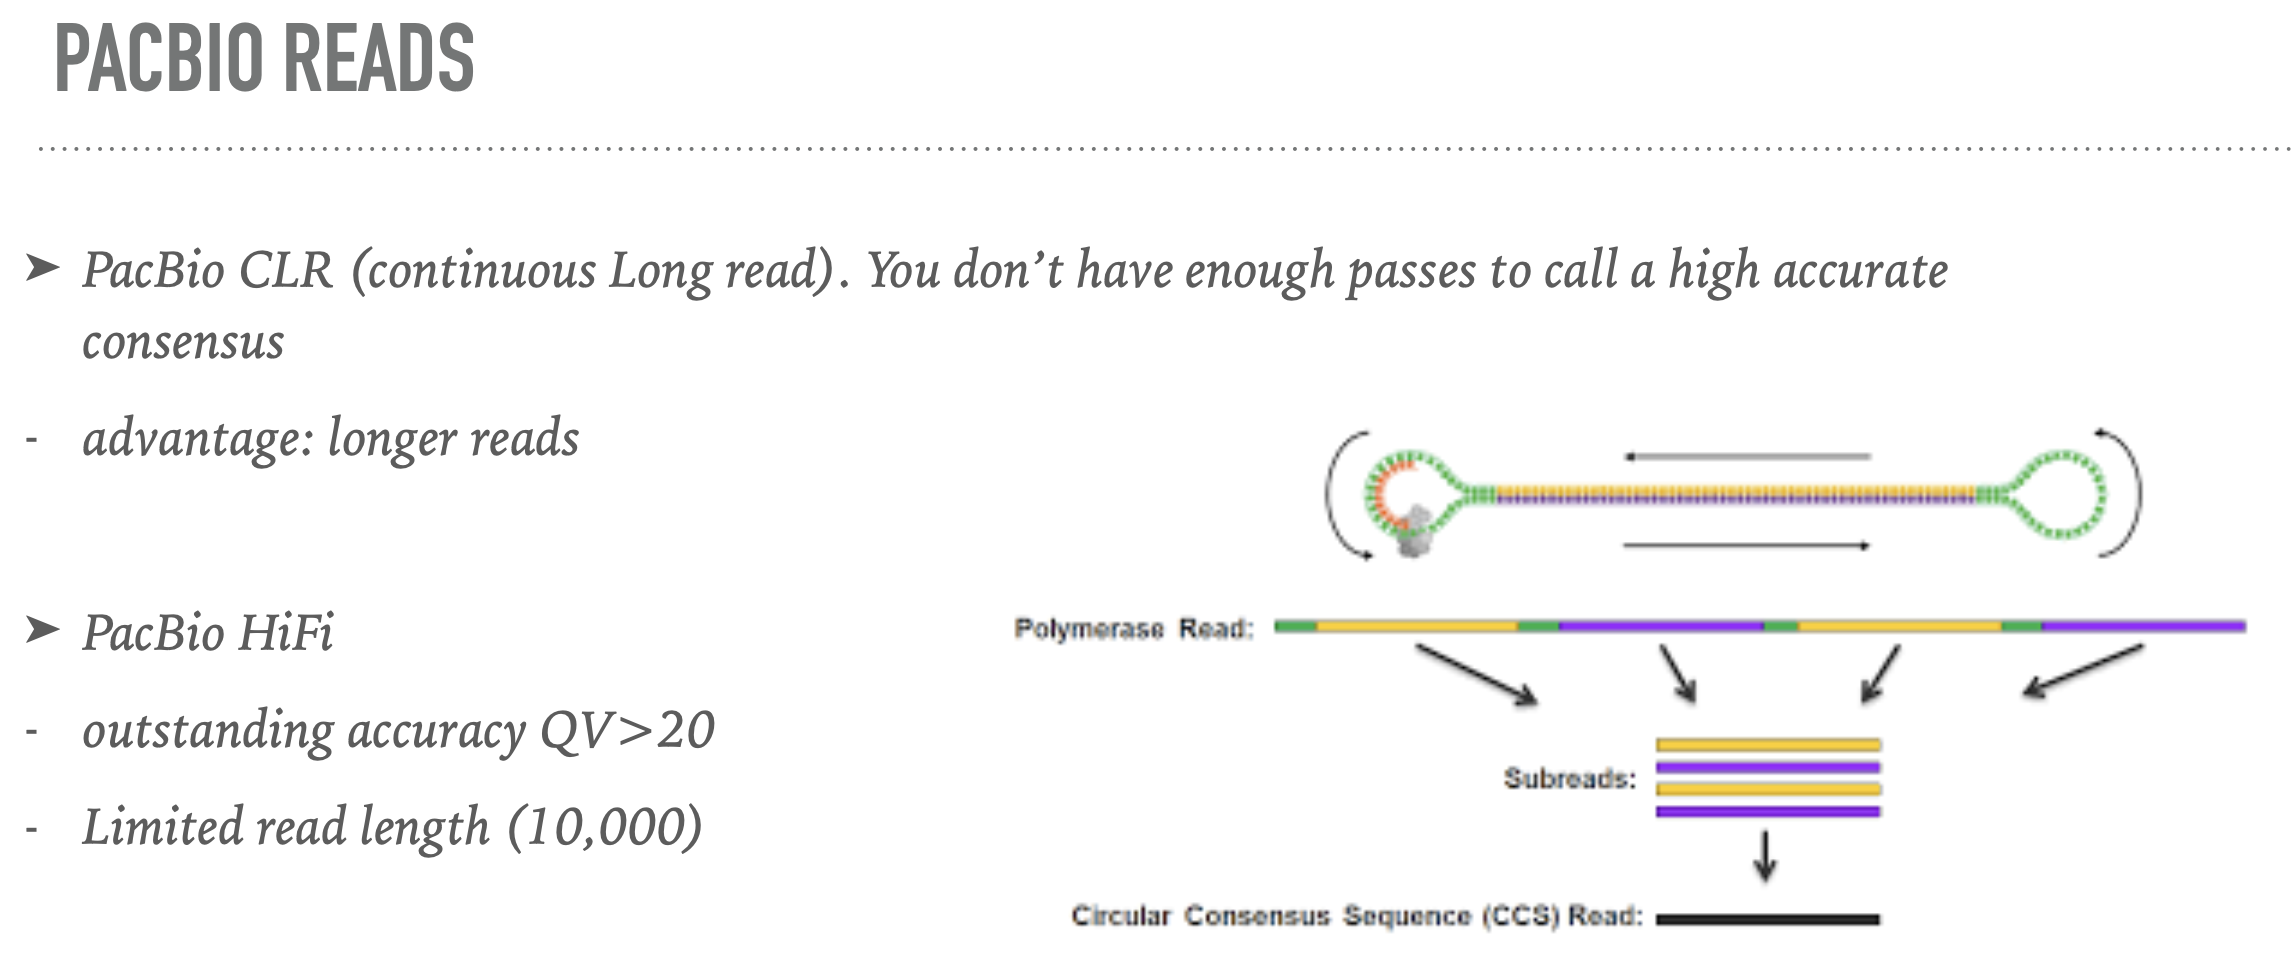 PACBIO READS
➤ PacBio CLR (continuous Long read). You don’t have enough passes to call a high accurate
consensus
- advantage: longer reads
➤ PacBio HiFi
- outstanding accuracy QV>20
- Limited read length (10,000)
Polymerase Read:
Subreads:
Circular Consensus Sequence (CCS) Read: